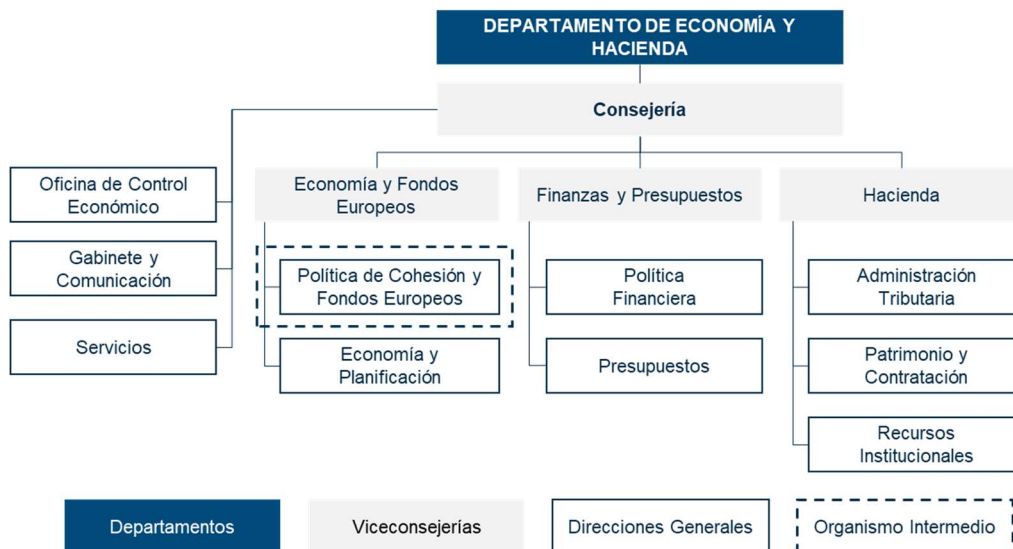 DEPARTAMENTO DE ECONOMÍA Y
HACIENDA
Consejería
Oficina de Control
Económico
Gabinete y
Comunicación
Servicios
Economía y Fondos
Europeos
Política de Cohesión y
Fondos Europeos
Economía y
Planificación
Finanzas y Presupuestos
Política
Financiera
Presupuestos
Hacienda
Administración
Tributaria
Patrimonio y
Contratación
Recursos
Institucionales
Departamentos
Viceconsejerías
Direcciones Generales
Organismo Intermedio